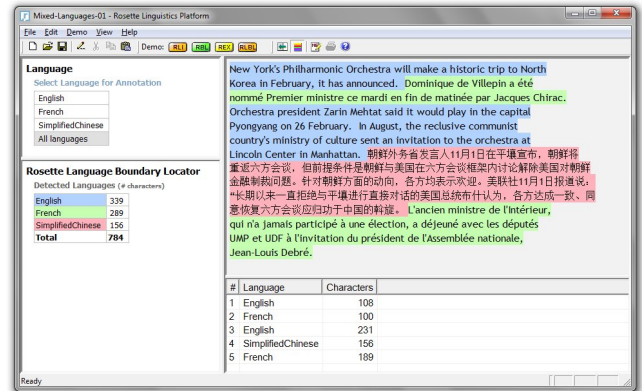 Mixed-Languages-01 - Rosette Linguistics Platform
File Edit Demo View Help
Demo: RLI RBL REX RLBL
Language
Select Language for Annotation
English
French
SimplifiedChinese
All languages
Rosette Language Boundary Locator
Detected Languages (# characters)
English 339
French 289
SimplifiedChinese 156
Total 784
New York's Philharmonic Orchestra will make a historic trip to North
Korea in February, it has announced. Dominique de Villepin a été
nommé Premier ministre ce mardi en fin de matinée par Jacques Chirac.
Orchestra president Zarin Mehtat said it would play in the capital
Pyongyang on 26 February. In August, the reclusive communist
country's ministry of culture sent an invitation to the orchestra at
Lincoln Center in Manhattan. 朝鲜外务省发言人11月1日在平壤宣布，朝鲜将
重返六方会谈，但前提条件是朝鲜与美国在六方会谈框架内讨论解除美国对朝鲜
金融制裁问题。针对朝鲜方面的动向，各方均表示欢迎。美联社11月1日报道说：
“长期以来一直拒绝与平壤进行直接对话的美国总统布什认为，各方达成一致、同
意恢复六方会谈应归功于中国的斡旋。 L'ancien ministre de l'Intérieur,
qui n'a jamais participé à une élection, a déjeuné avec les députés
UMP et UDF à l'invitation du président de l'Assemblée nationale,
Jean-Louis Debré.
# Language Characters
1 English 108
2 French 100
3 English 231
4 SimplifiedChinese 156
5 French 189
Ready